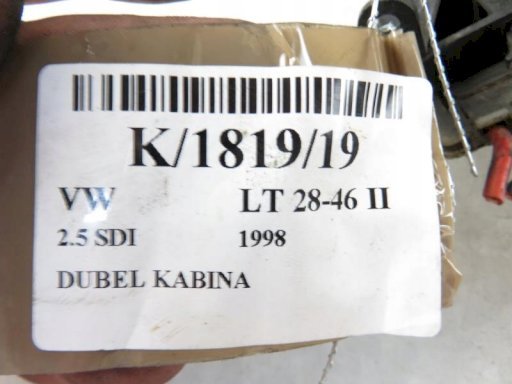 K/1819/19
VW LT 28-46 II
2.5 SDI 1998
DUBEL KABINA